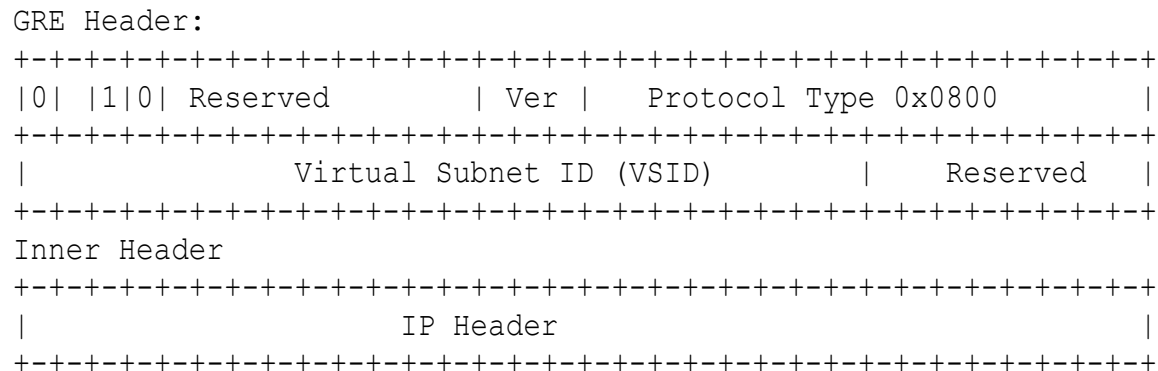 GRE Header:
+-+-+-+-+-+-+-+-+-+-+-+-+-+-+-+-+-+-+-+-+-+-+-+-+-+-+-+-+-+-+-+-+
|0| |1|0| Reserved        | Ver |   Protocol Type 0x0800        |
+-+-+-+-+-+-+-+-+-+-+-+-+-+-+-+-+-+-+-+-+-+-+-+-+-+-+-+-+-+-+-+-+
|               Virtual Subnet ID (VSID)        |    Reserved   |
+-+-+-+-+-+-+-+-+-+-+-+-+-+-+-+-+-+-+-+-+-+-+-+-+-+-+-+-+-+-+-+-+
Inner Header
+-+-+-+-+-+-+-+-+-+-+-+-+-+-+-+-+-+-+-+-+-+-+-+-+-+-+-+-+-+-+-+-+
|                     IP Header                                 |
+-+-+-+-+-+-+-+-+-+-+-+-+-+-+-+-+-+-+-+-+-+-+-+-+-+-+-+-+-+-+-+-+